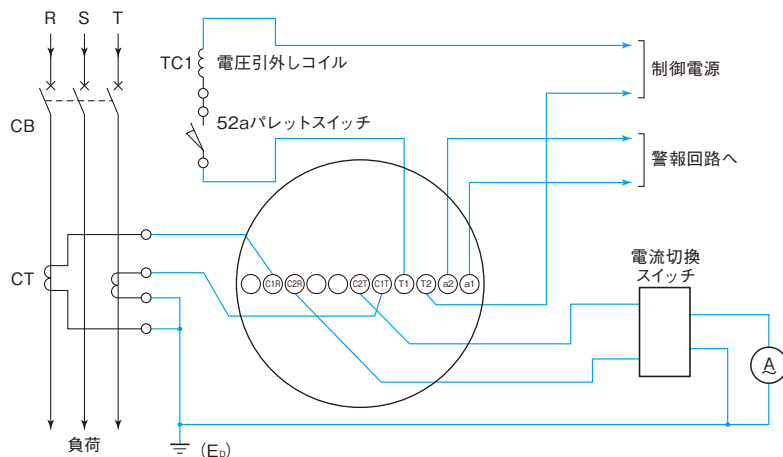 R S T
TC1 電圧引外しコイル
制御電源
CB
52aパレットスイッチ
警報回路へ
CT
C1R C2R C2T C1T T1 T2 a2 a1
電流切換
スイッチ
A
負荷
(ED)